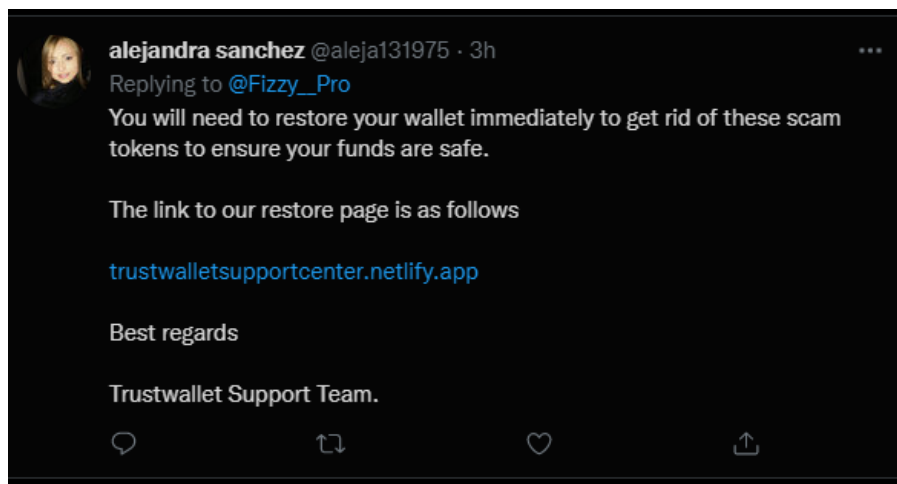 alejandra sanchez @aleja131975 · 3h
Replying to @Fizzy__Pro
You will need to restore your wallet immediately to get rid of these scam
tokens to ensure your funds are safe.
The link to our restore page is as follows
trustwalletsupportcenter.netlify.app
Best regards
Trustwallet Support Team.